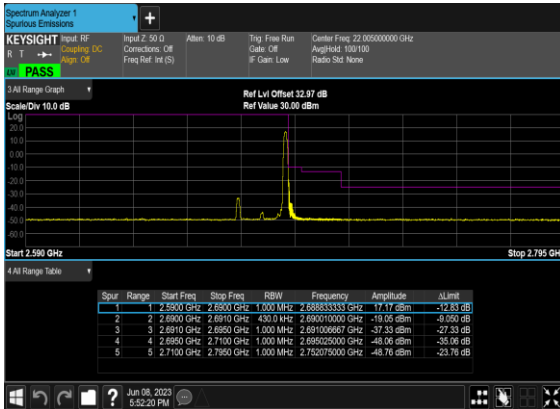 Spectrum Analyzer 1
Spurious Emissions
KEYSIGHT Input: RF Input Z: 50 Ω Atten: 10 dB Trig: Free Run Center Freq: 22.005000000 GHz
R T Coupling: DC Corrections: Off Gate: Off Avg|Hold: 100/100
Align: Off Freq Ref: Int (S) IF Gain: Low Radio Std: None
PASS
3 All Range Graph
Ref Lvl Offset 32.97 dB
Scale/Div 10.0 dB Ref Value 30.00 dBm
Log
20.0
10.0
0.00
-10.0
-20.0
-30.0
-40.0
-50.0
-60.0
Start 2.590 GHz Stop 2.795 GH
4 All Range Table
Spur Range Start Freq Stop Freq RBW Frequency Amplitude ΔLimit
1 1 2.5900 GHz 2.6900 GHz 1.000 MHz 2.688833333 GHz 17.17 dBm -12.83 dB
2 2 2.6900 GHz 2.6910 GHz 430.0 kHz 2.690010000 GHz -19.05 dBm -9.050 dB
3 3 2.6910 GHz 2.6950 GHz 1.000 MHz 2.691006667 GHz -37.33 dBm -27.33 dB
4 4 2.6950 GHz 2.7100 GHz 1.000 MHz 2.695025000 GHz -48.06 dBm -35.06 dB
5 5 2.7100 GHz 2.7950 GHz 1.000 MHz 2.752075000 GHz -48.76 dBm -23.76 dB
Jun 08, 2023
5:52:20 PM